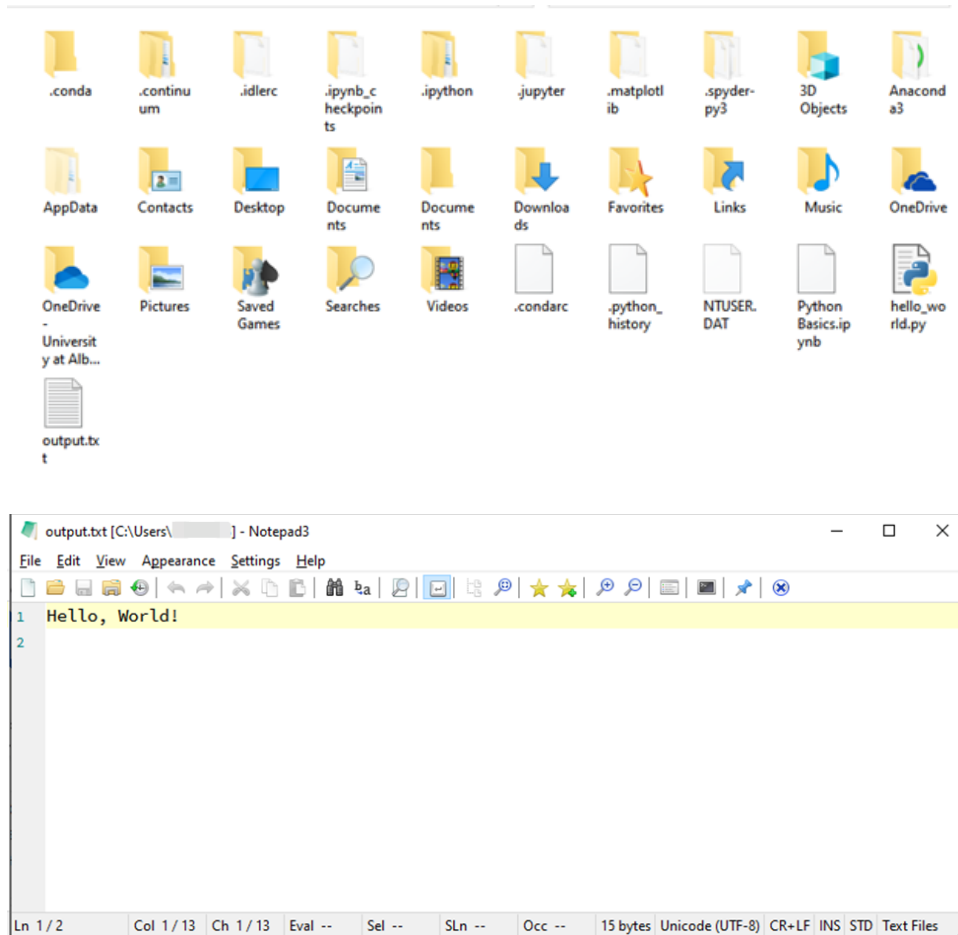 .conda .continu .idlerc .ipynb_c .ipython .jupyter .matplotl .spyder- 3D Anacond
um heckpoin ib py3 Objects a3
ts
AppData Contacts Desktop Docume Docume Downloa Favorites Links Music OneDrive
nts nts ds
OneDrive Pictures Saved Searches Videos .condarc .python_ NTUSER. Python hello_wo
- Games history DAT Basics.ip rld.py
Universit ynb
y at Alb...
output.tx
t
output.txt [C:\Users\ ] - Notepad3
File Edit View Appearance Settings Help
1 Hello, World!
2
Ln 1 / 2 Col 1 / 13 Ch 1 / 13 Eval -- Sel -- SLn -- Occ -- 15 bytes Unicode (UTF-8) CR+LF INS STD Text Files